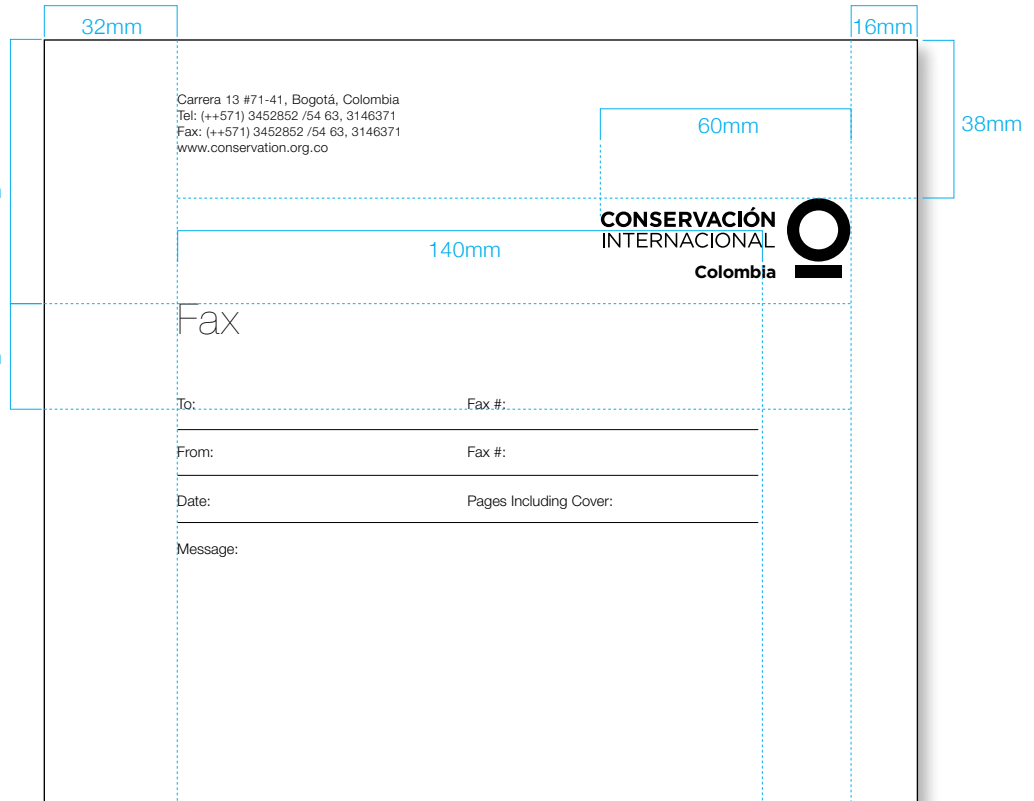 32mm
16mm
Carrera 13 #71-41, Bogotá, Colombia
Tel: (++571) 3452852 /54 63, 3146371
Fax: (++571) 3452852 /54 63, 3146371
www.conservation.org.co
60mm
38mm
CONSERVACIÓN
INTERNACIONAL
Colombia
140mm
Fax
To: Fax #:
From: Fax #:
Date: Pages Including Cover:
Message: